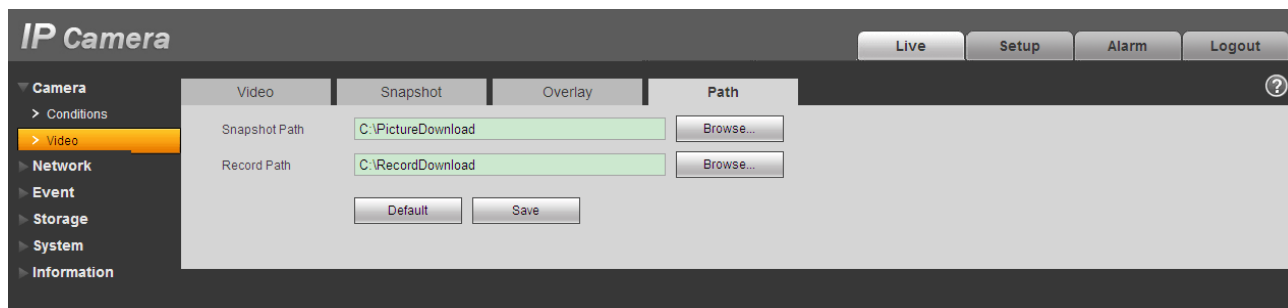 IP Camera
Live Setup Alarm Logout
Camera
> Conditions
> Video
Network
Event
Storage
System
Information
Video Snapshot Overlay Path
?
Snapshot Path C:\PictureDownload Browse...
Record Path C:\RecordDownload Browse...
Default Save